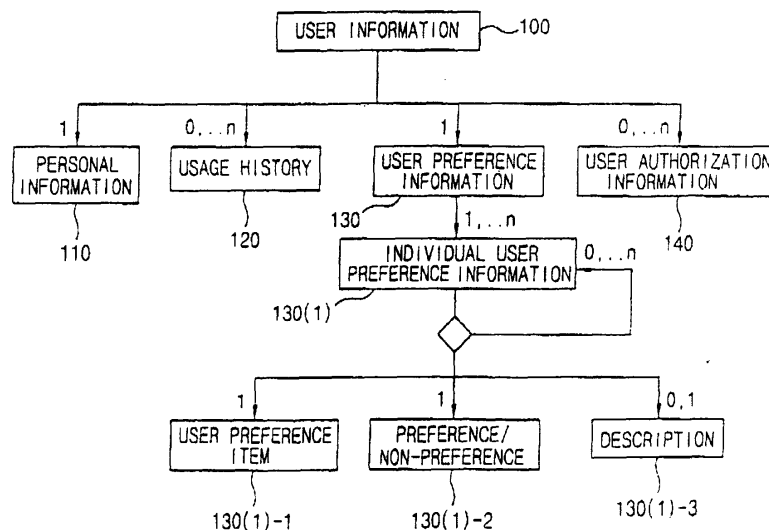 USER INFORMATION
100
1
0,..n
1
0,..n
PERSONAL
INFORMATION
USAGE HISTORY
USER PREFERENCE
INFORMATION
USER AUTHORIZATION
INFORMATION
110
120
130
140
1,..n
INDIVIDUAL USER
PREFERENCE INFORMATION
0,..n
130(1)
1
1
0,1
USER PREFERENCE
ITEM
PREFERENCE/
NON-PREFERENCE
DESCRIPTION
130(1)-1
130(1)-2
130(1)-3